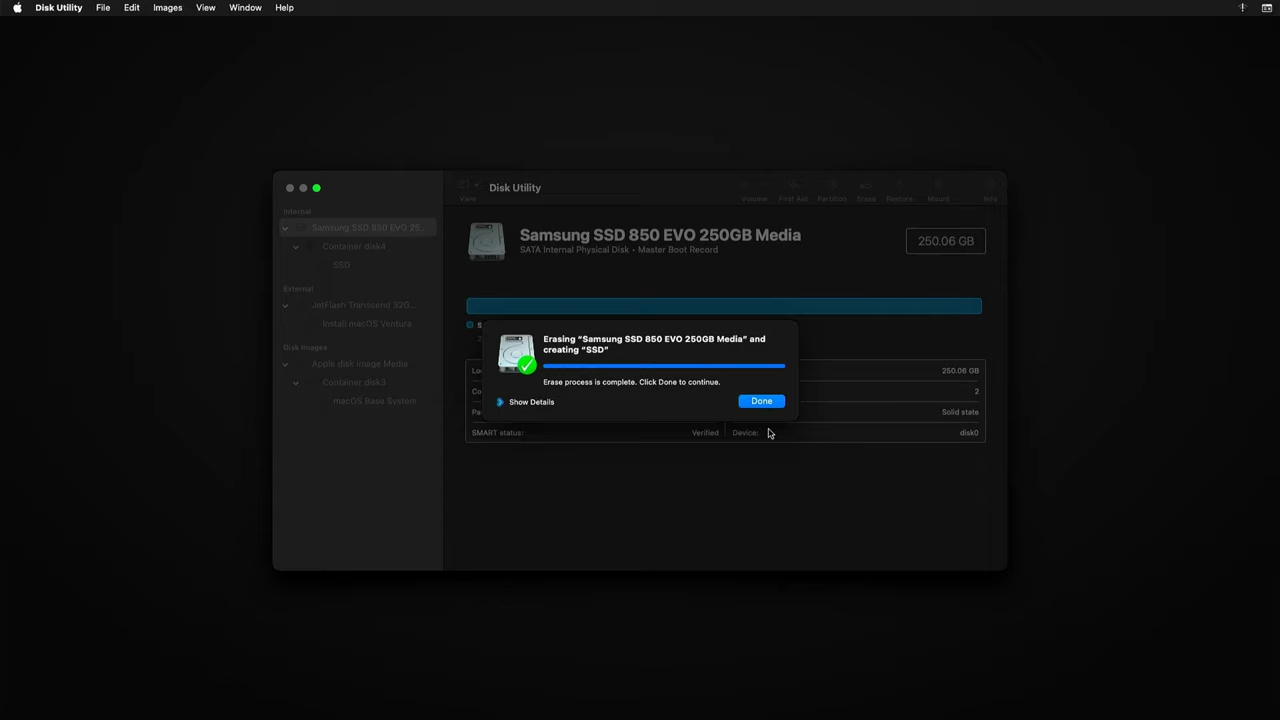 Disk Utility File Edit Images View Window Help
Disk Utility
View
Volume First Aid Partition Erase Restore Mount Info
Internal
Samsung SSD 850 EVO 25...
Container disk4
SSD
External
JetFlash Transcend 32G...
Install macOS Ventura
Disk Images
Apple disk image Media
Container disk3
macOS Base System
Samsung SSD 850 EVO 250GB Media
SATA Internal Physical Disk • Master Boot Record
250.06 GB
Erasing “Samsung SSD 850 EVO 250GB Media” and
creating “SSD”
Erase process is complete. Click Done to continue.
Show Details
Done
250.06 GB
2
Solid state
SMART status: Verified
Device: disk0